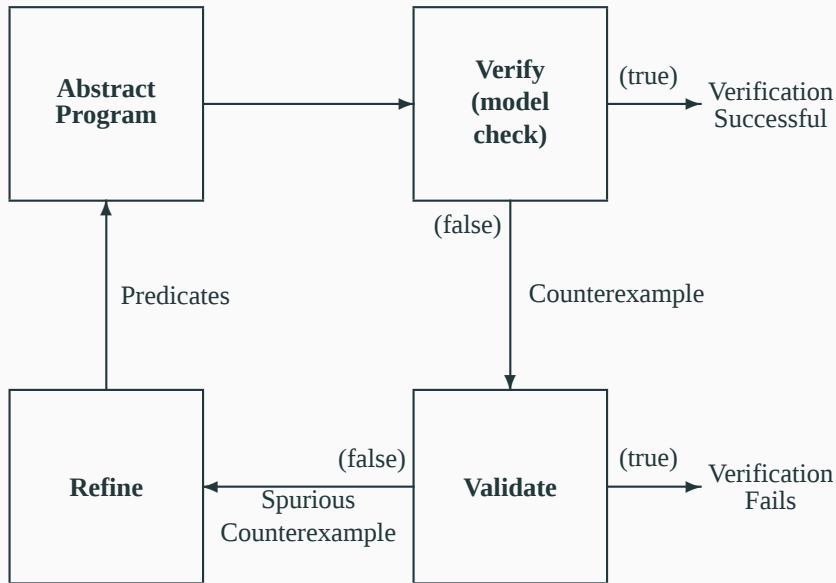 Abstract
Program
Verify
(model
check)
(true)
Verification
Successful
(false)
Counterexample
Predicates
Refine
(false)
Spurious
Counterexample
Validate
(true)
Verification
Fails